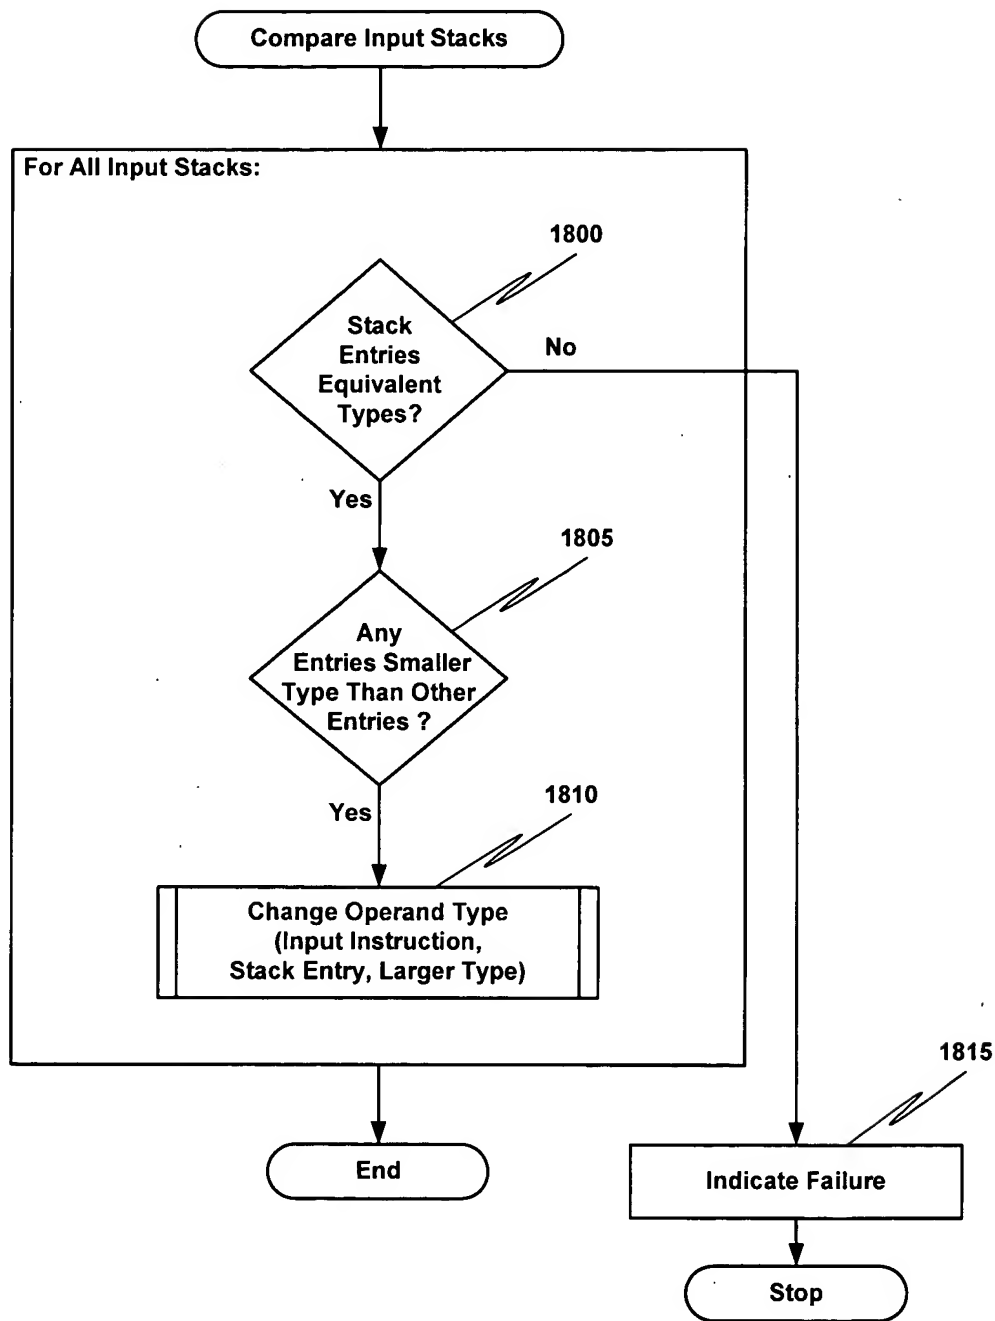 Compare Input Stacks
For All Input Stacks:
1800
Stack
Entries
Equivalent
Types?
No
Yes
1805
Any
Entries Smaller
Type Than Other
Entries ?
Yes
1810
Change Operand Type
(Input Instruction,
Stack Entry, Larger Type)
1815
End
Indicate Failure
Stop